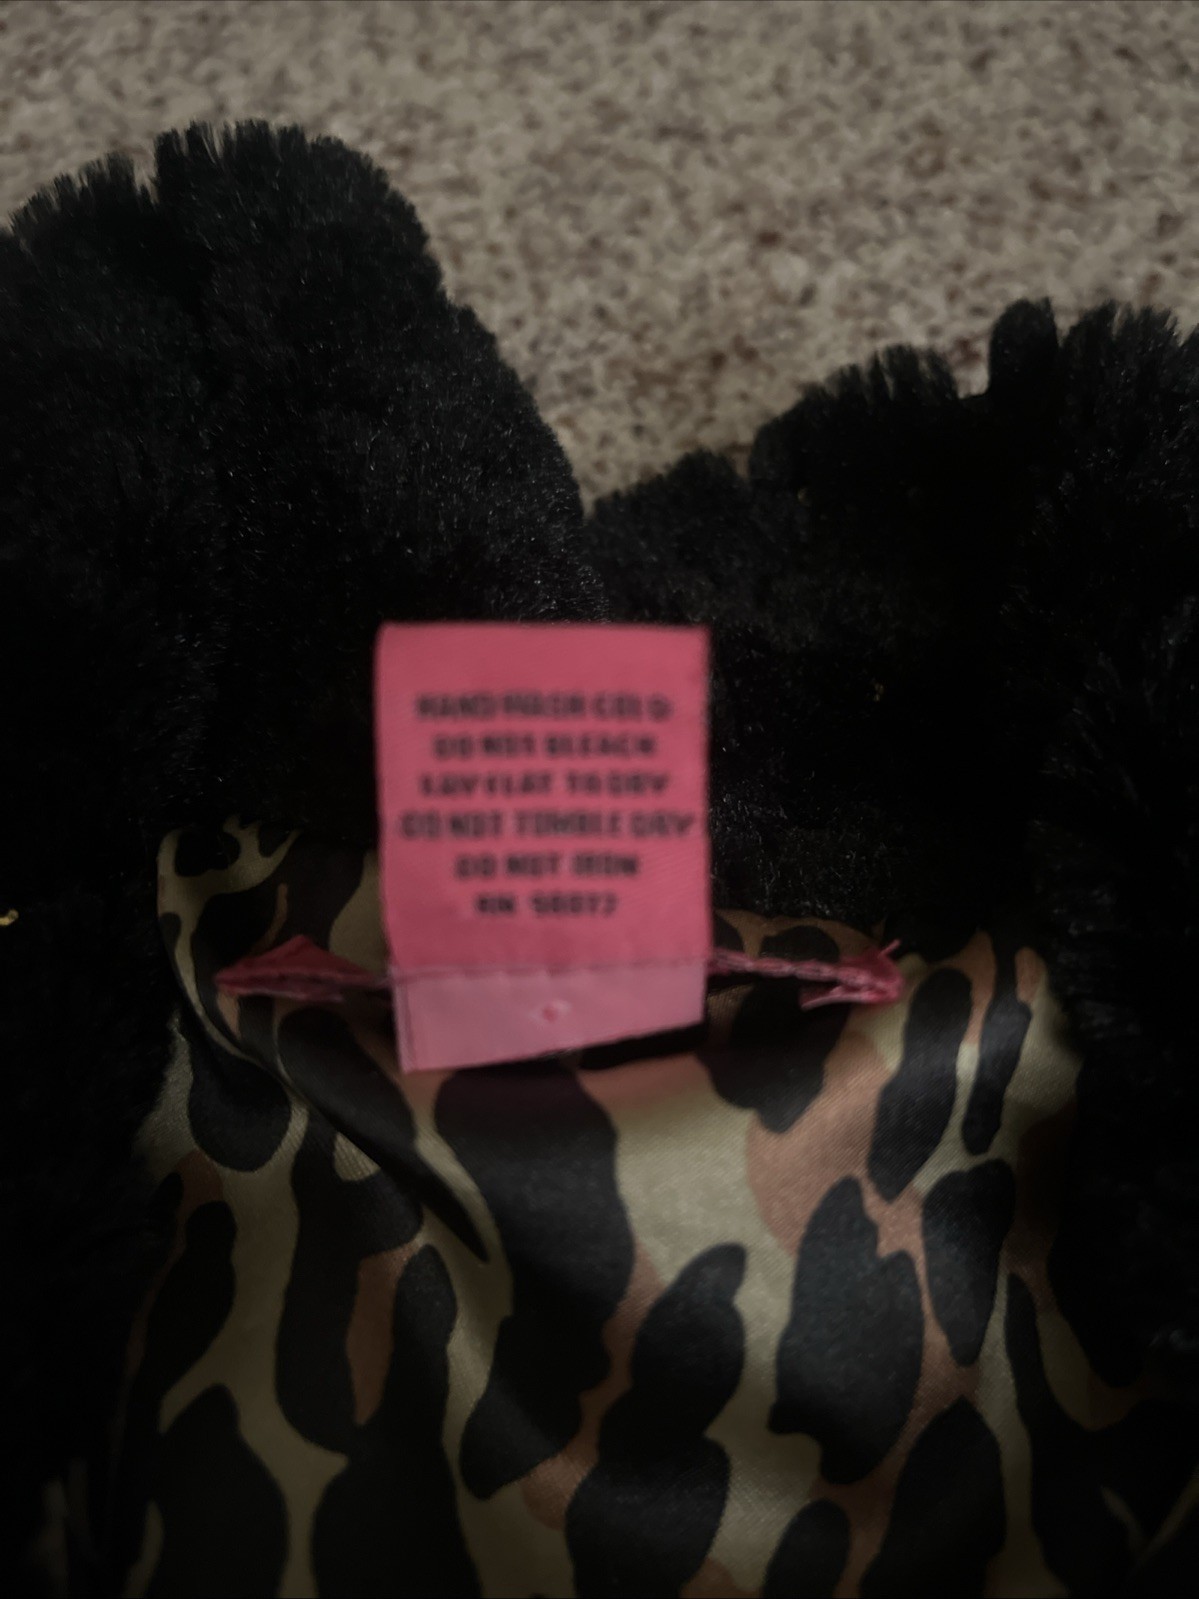 HAND WASH COLD
DO NOT BLEACH
LAY FLAT TO DRY
DO NOT TUMBLE DRY
DO NOT IRON
RN